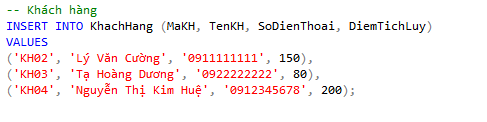 -- Khách hàng
INSERT INTO KhachHang (MaKH, TenKH, SoDienThoai, DiemTichLuy)
VALUES
('KH02', 'Lý Văn Cường', '0911111111', 150),
('KH03', 'Tạ Hoàng Dương', '0922222222', 80),
('KH04', 'Nguyễn Thị Kim Huệ', '0912345678', 200);